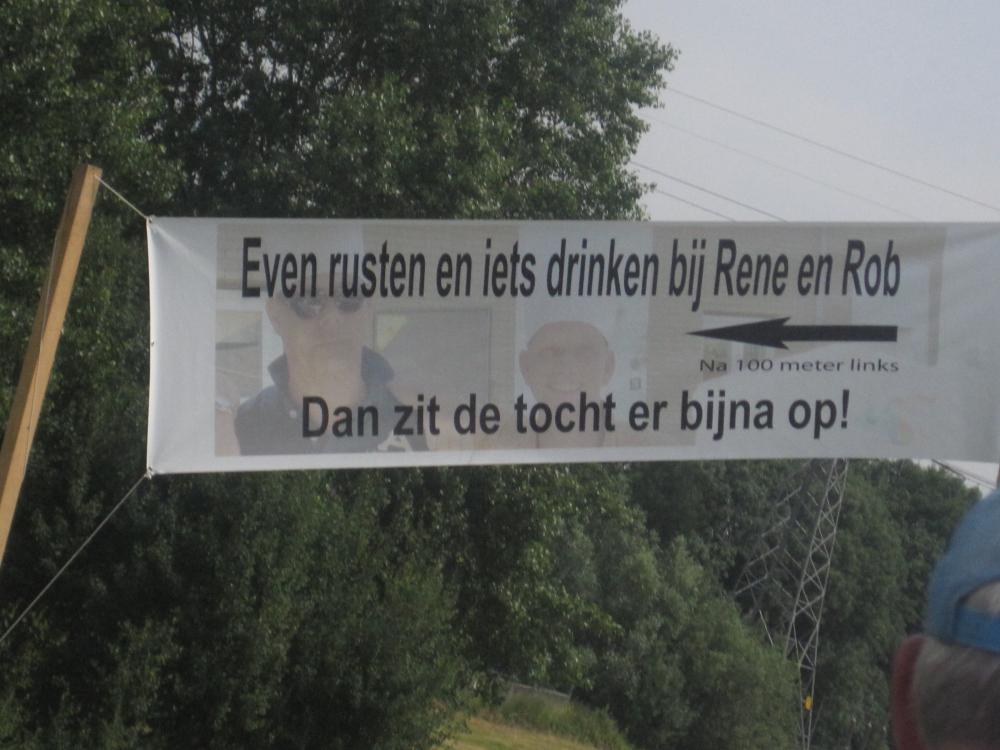 Even rusten en iets drinken bij Rene en Rob
Na 100 meter links
Dan zit de tocht er bijna op!